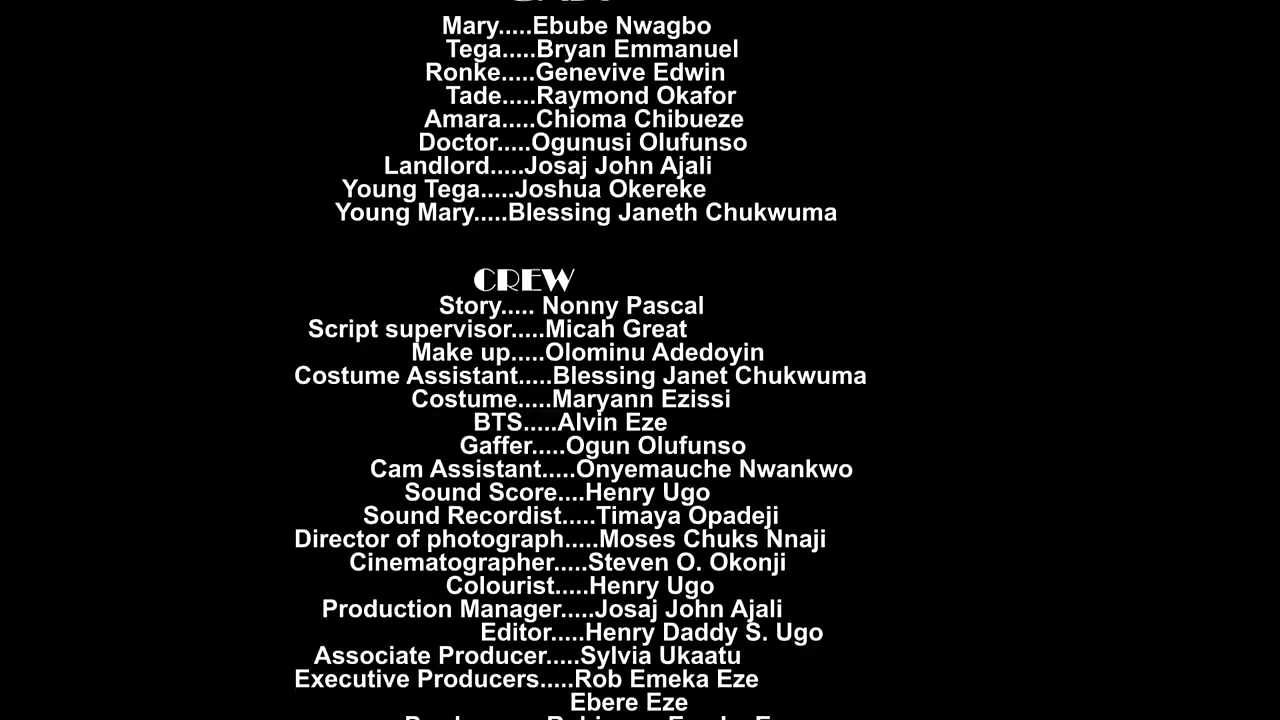 Mary.....Ebube Nwagbo
Tega.....Bryan Emmanuel
Ronke.....Genevive Edwin
Tade.....Raymond Okafor
Amara.....Chioma Chibueze
Doctor.....Ogunusi Olufunso
Landlord.....Josaj John Ajali
Young Tega.....Joshua Okereke
Young Mary.....Blessing Janeth Chukwuma
CREW
Story..... Nonny Pascal
Script supervisor.....Micah Great
Make up.....Olominu Adedoyin
Costume Assistant.....Blessing Janet Chukwuma
Costume.....Maryann Ezissi
BTS.....Alvin Eze
Gaffer.....Ogun Olufunso
Cam Assistant.....Onyemauche Nwankwo
Sound Score....Henry Ugo
Sound Recordist.....Timaya Opadeji
Director of photograph.....Moses Chuks Nnaji
Cinematographer.....Steven O. Okonji
Colourist.....Henry Ugo
Production Manager.....Josaj John Ajali
Editor.....Henry Daddy S. Ugo
Associate Producer.....Sylvia Ukaatu
Executive Producers.....Rob Emeka Eze
Ebere Eze